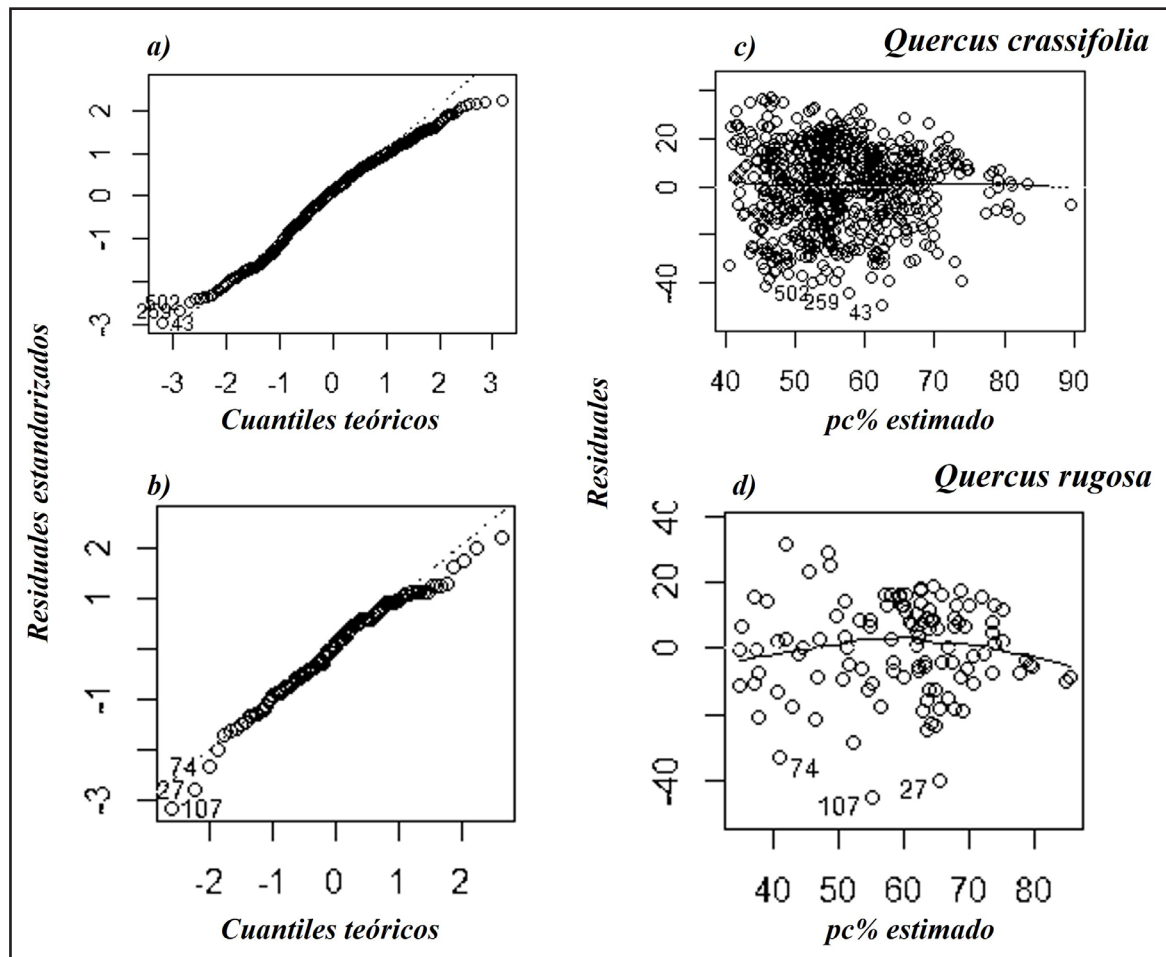 a)
c)
Quercus crassifolia
2
1
0
-1
-3
502
259
43
-3 -2 -1 0 1 2 3
Cuantiles teóricos
20
0
-40
502
259
43
40 50 60 70 80 90
pc% estimado
Residuales estandarizados
Residuales
b)
d)
Quercus rugosa
2
1
-1
-3
74
27
107
-2 -1 0 1 2
Cuantiles teóricos
40
20
0
-40
74
107
27
40 50 60 70 80
pc% estimado